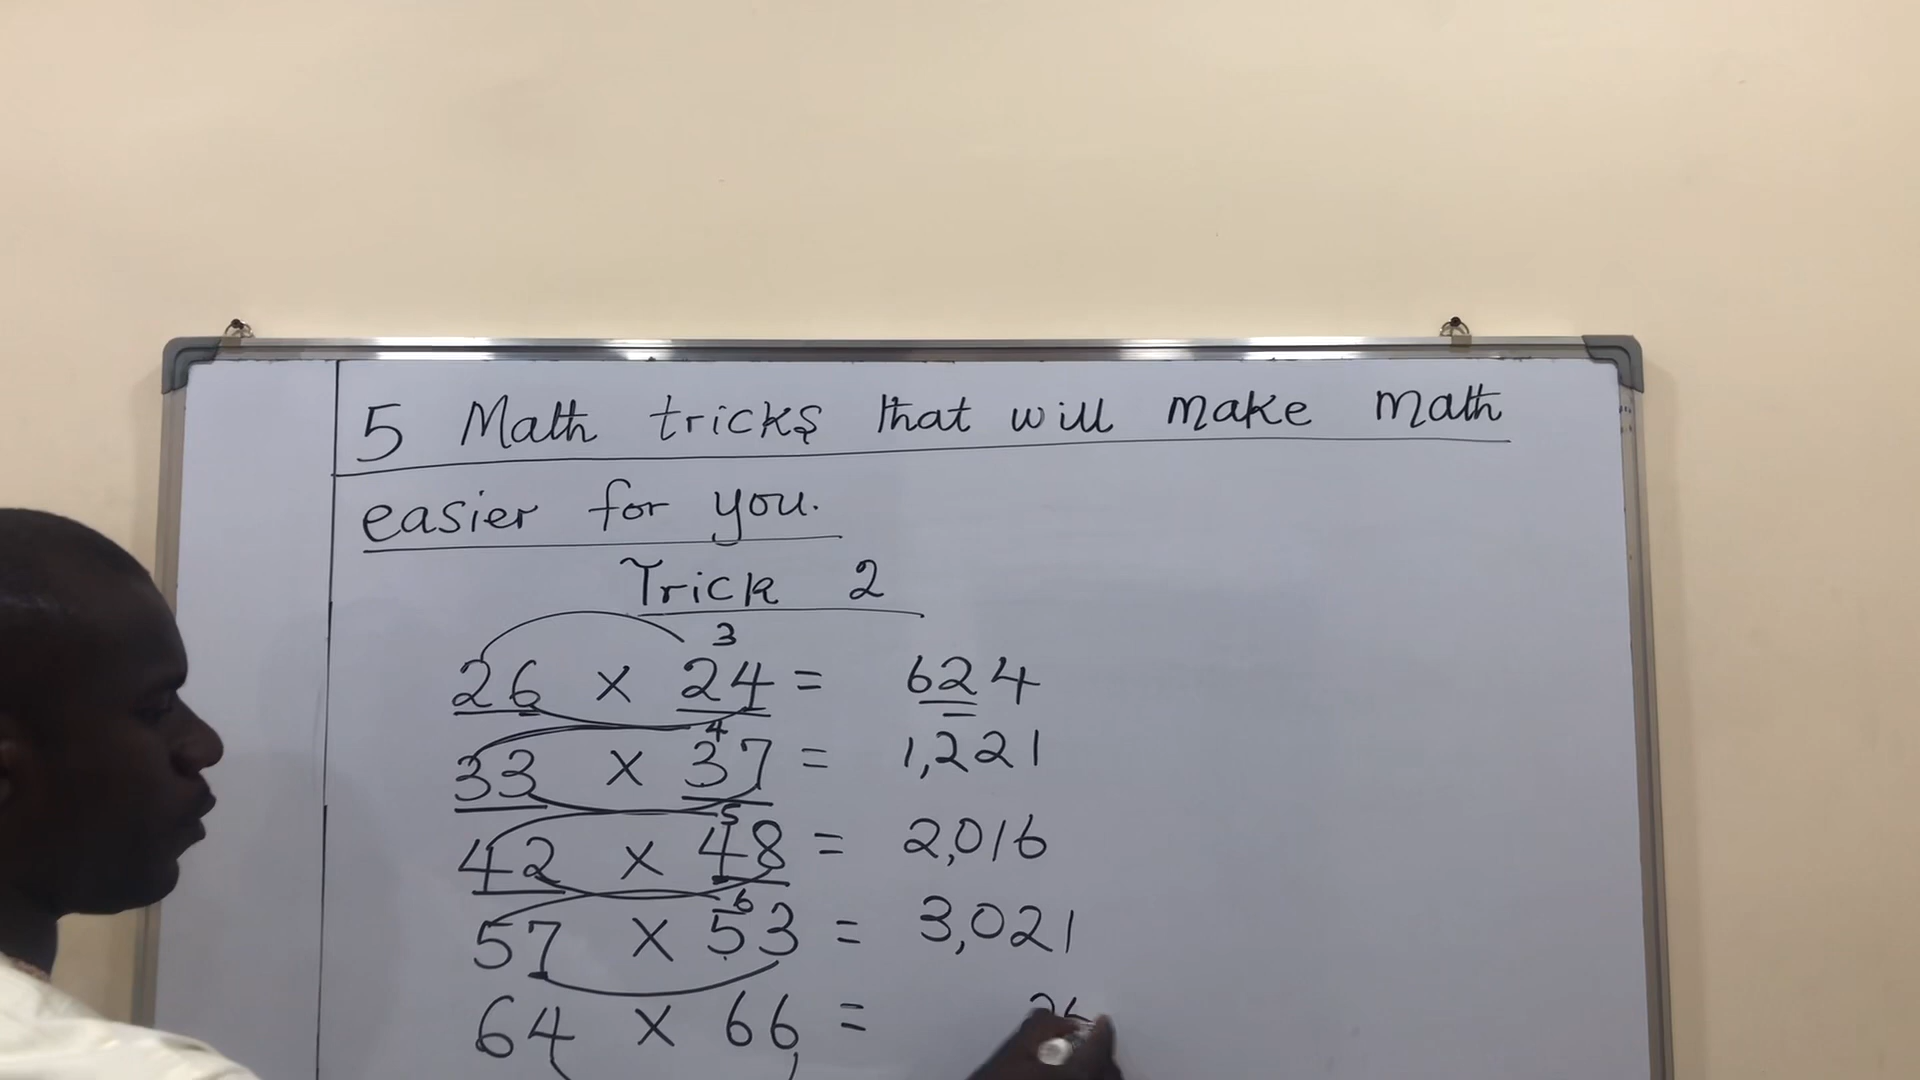 5 Math tricks that will make math
easier for you.
Trick 2
3
26 x 24 = 624
4
33 x 37 = 1,221
5
42 x 48 = 2,016
6
57 x 53 = 3,021
64 x 66 =